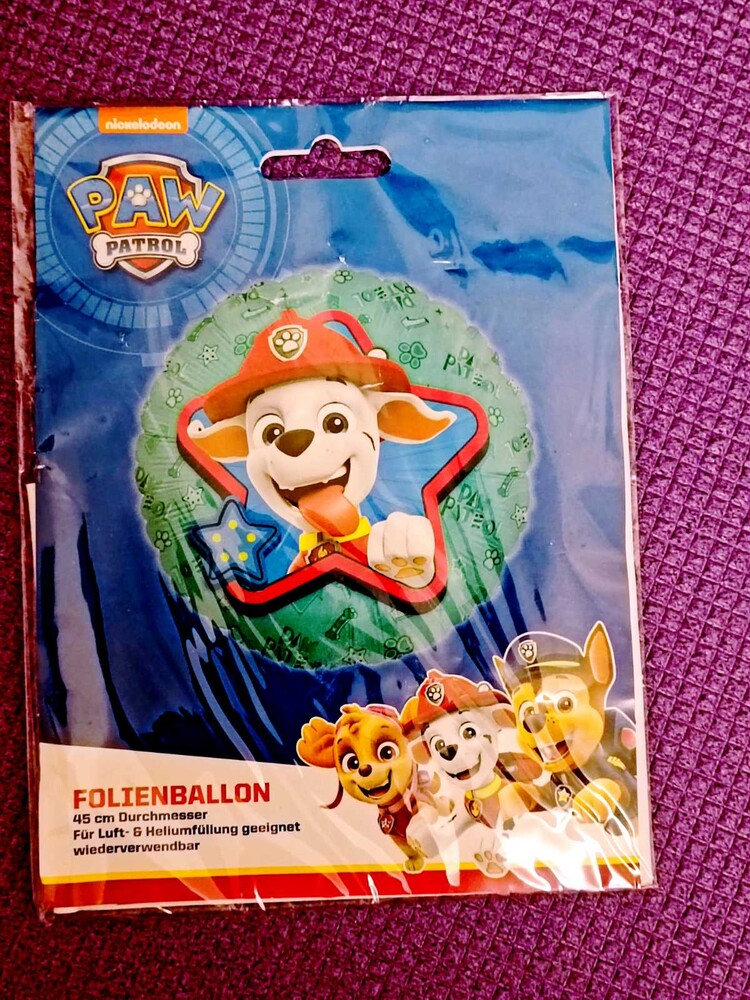 nickelodeon
PAW
PATROL
FOLIENBALLON
45 cm Durchmesser
Für Luft- & Heliumfüllung geeignet
wiederverwendbar